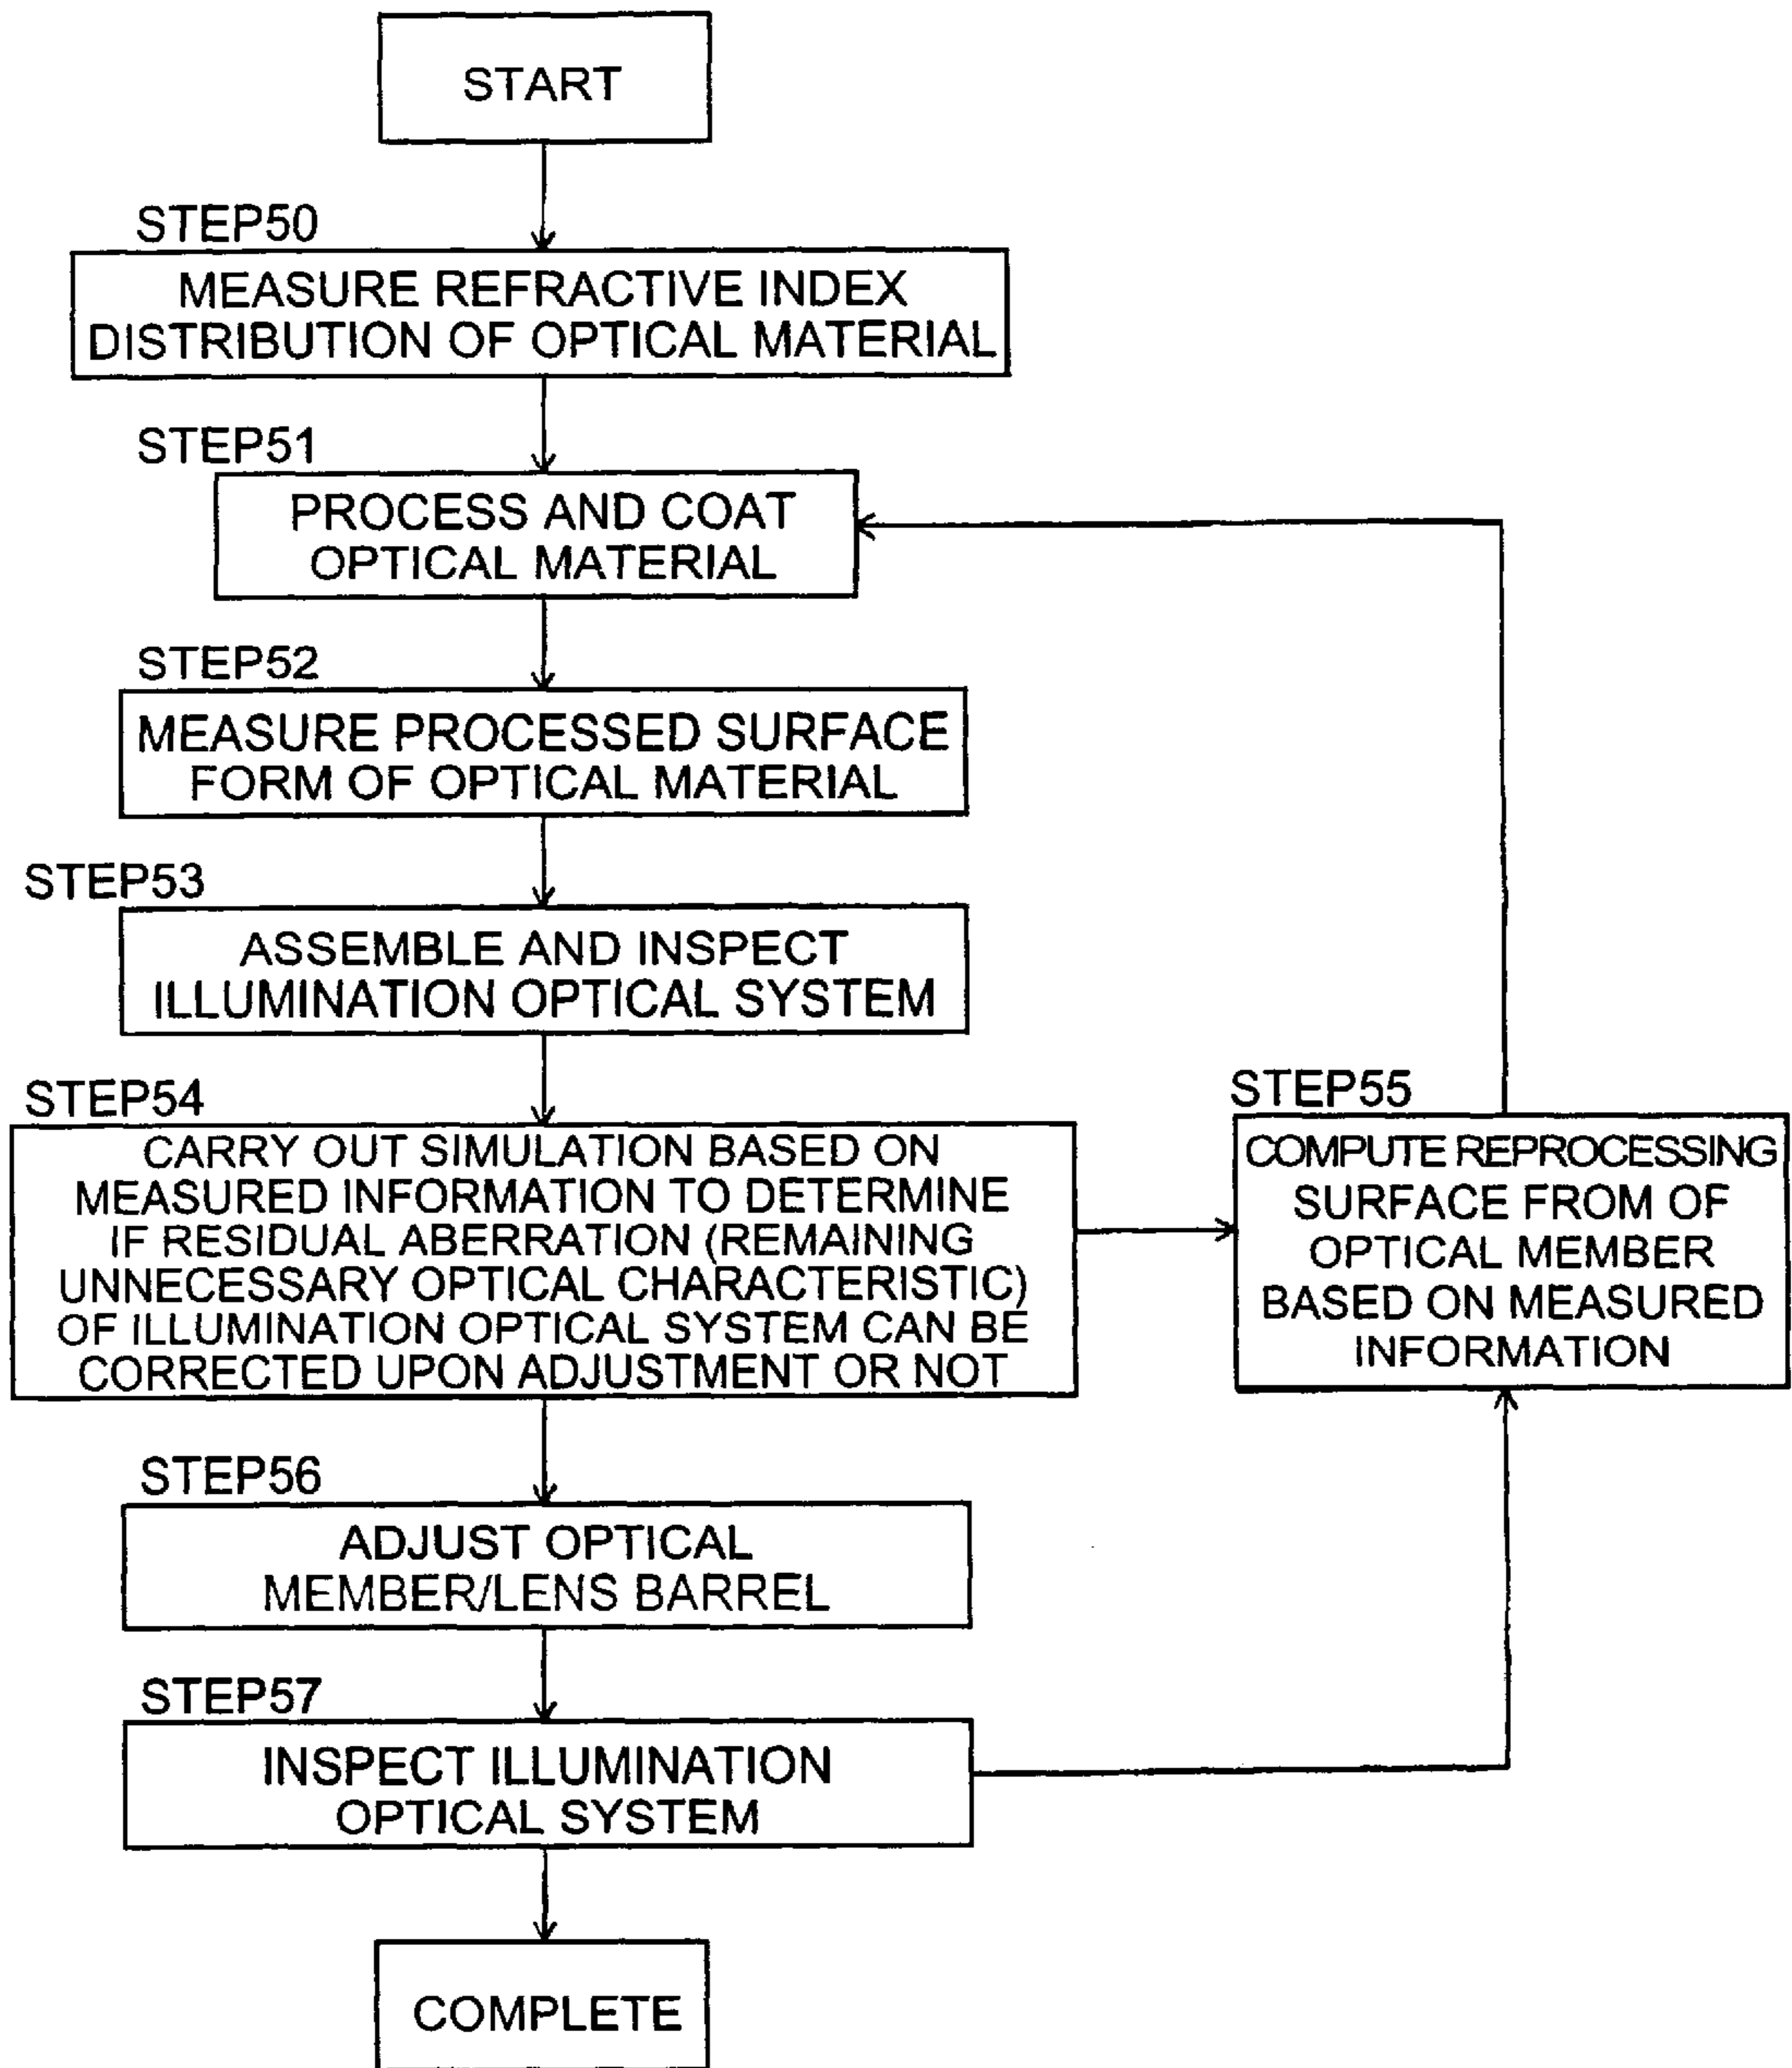 START
STEP50
MEASURE REFRACTIVE INDEX
DISTRIBUTION OF OPTICAL MATERIAL
STEP51
PROCESS AND COAT
OPTICAL MATERIAL
STEP52
MEASURE PROCESSED SURFACE
FORM OF OPTICAL MATERIAL
STEP53
ASSEMBLE AND INSPECT
ILLUMINATION OPTICAL SYSTEM
STEP54
CARRY OUT SIMULATION BASED ON
MEASURED INFORMATION TO DETERMINE
IF RESIDUAL ABERRATION (REMAINING
UNNECESSARY OPTICAL CHARACTERISTIC)
OF ILLUMINATION OPTICAL SYSTEM CAN BE
CORRECTED UPON ADJUSTMENT OR NOT
STEP55
COMPUTE REPROCESSING
SURFACE FROM OF
OPTICAL MEMBER
BASED ON MEASURED
INFORMATION
STEP56
ADJUST OPTICAL
MEMBER/LENS BARREL
STEP57
INSPECT ILLUMINATION
OPTICAL SYSTEM
COMPLETE